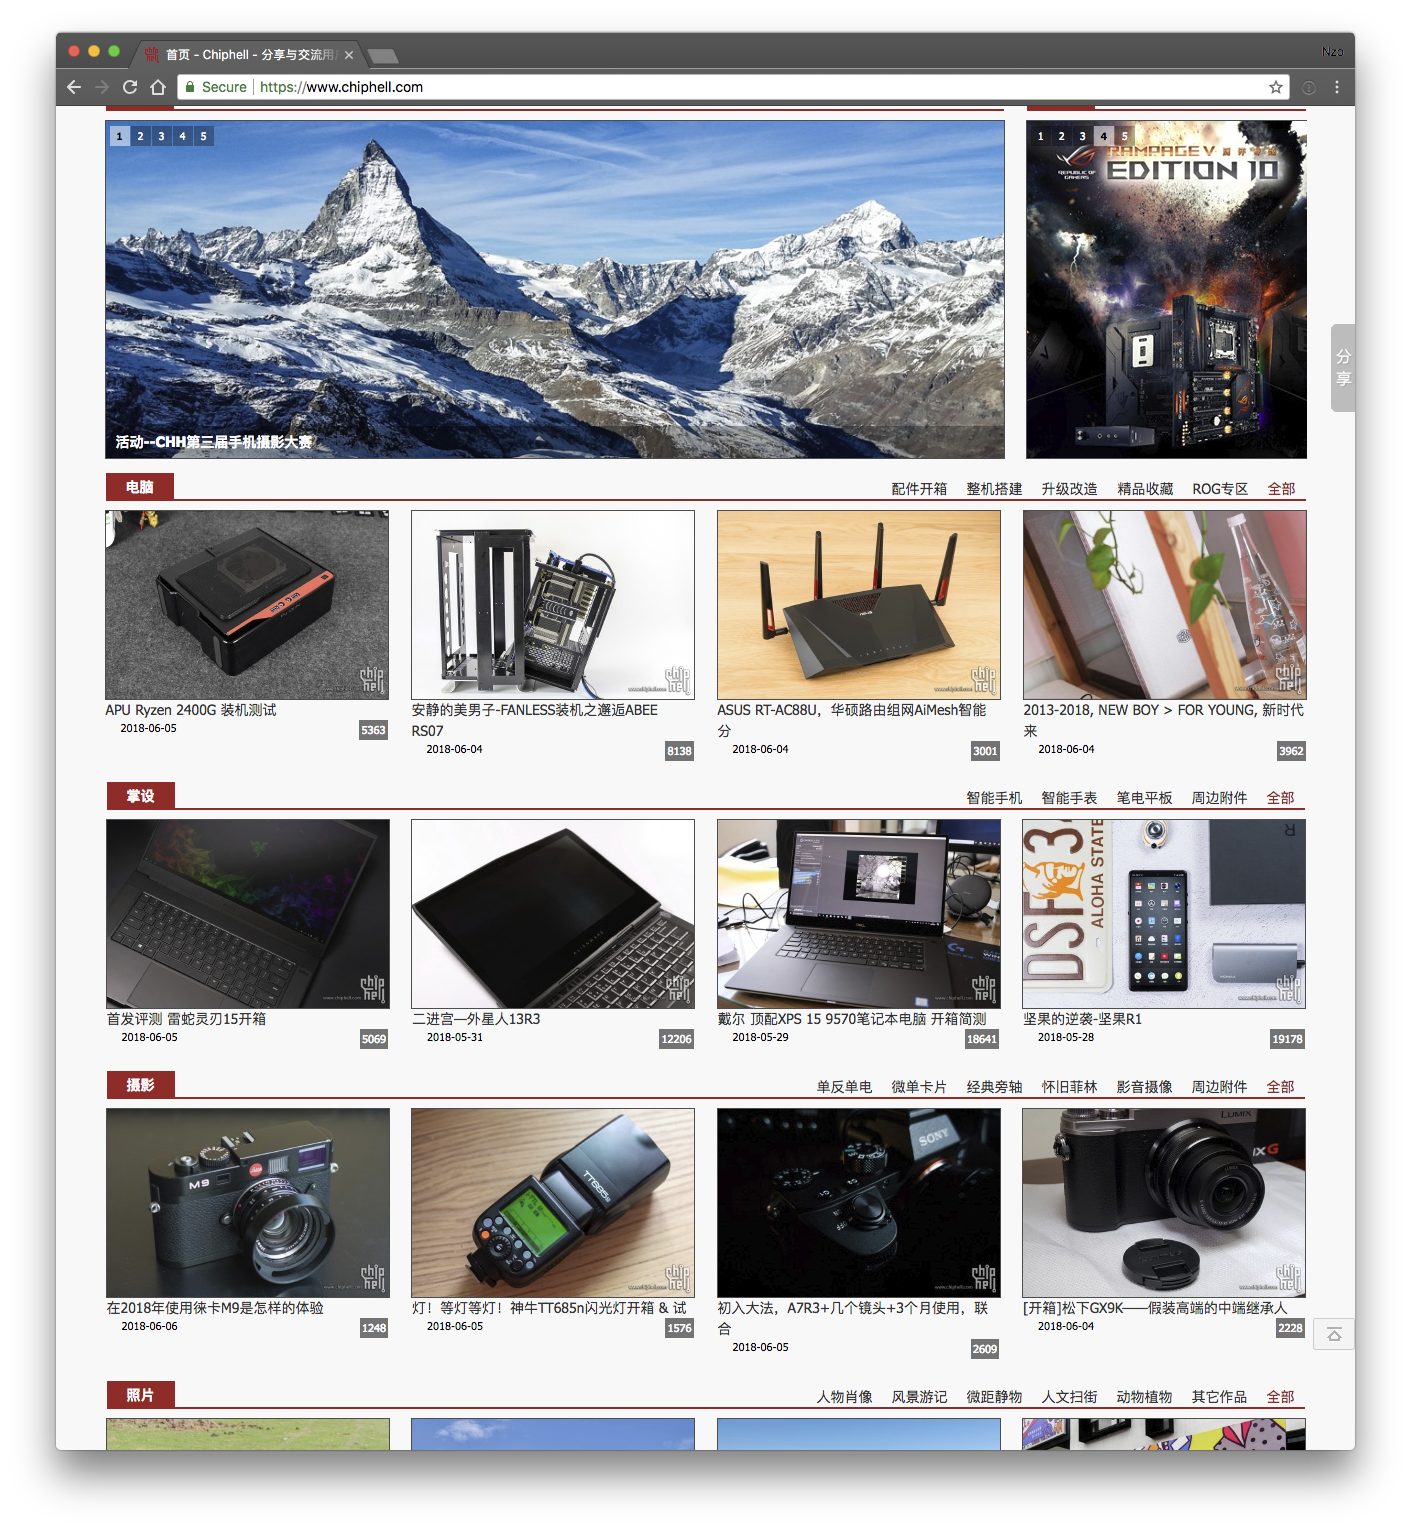 首页 - Chiphell - 分享与交流用
Nzo
Secure
https://www.chiphell.com
1 2 3 4 5
活动--CHH第三届手机摄影大赛
1 2 3 4 5
RAMPAGE V
REPUBLIC OF GAMERS
EDITION 10
分享
电脑
配件开箱 整机搭建 升级改造 精品收藏 ROG专区 全部
APU Ryzen 2400G 装机测试
2018-06-05
5363
安静的美男子-FANLESS装机之邂逅ABEE
RS07
2018-06-04
8138
ASUS RT-AC88U，华硕路由组网AiMesh智能
分
2018-06-04
3001
2013-2018, NEW BOY > FOR YOUNG, 新时代
来
2018-06-04
3962
掌设
智能手机 智能手表 笔电平板 周边附件 全部
DSF3
ALOHA STATE
R
首发评测 雷蛇灵刃15开箱
2018-06-05
5069
二进宫—外星人13R3
2018-05-31
12206
戴尔 顶配XPS 15 9570笔记本电脑 开箱简测
2018-05-29
18641
坚果的逆袭-坚果R1
2018-05-28
19178
摄影
单反单电 微单卡片 经典旁轴 怀旧菲林 影音摄像 周边附件 全部
M9
TT685n
SONY
LUMIX
在2018年使用徕卡M9是怎样的体验
2018-06-06
1248
灯！等灯等灯！神牛TT685n闪光灯开箱 & 试
2018-06-05
1576
初入大法，A7R3+几个镜头+3个月使用，联
合
2018-06-05
2609
[开箱]松下GX9K——假装高端的中端继承人
2018-06-04
2228
照片
人物肖像 风景游记 微距静物 人文扫街 动物植物 其它作品 全部